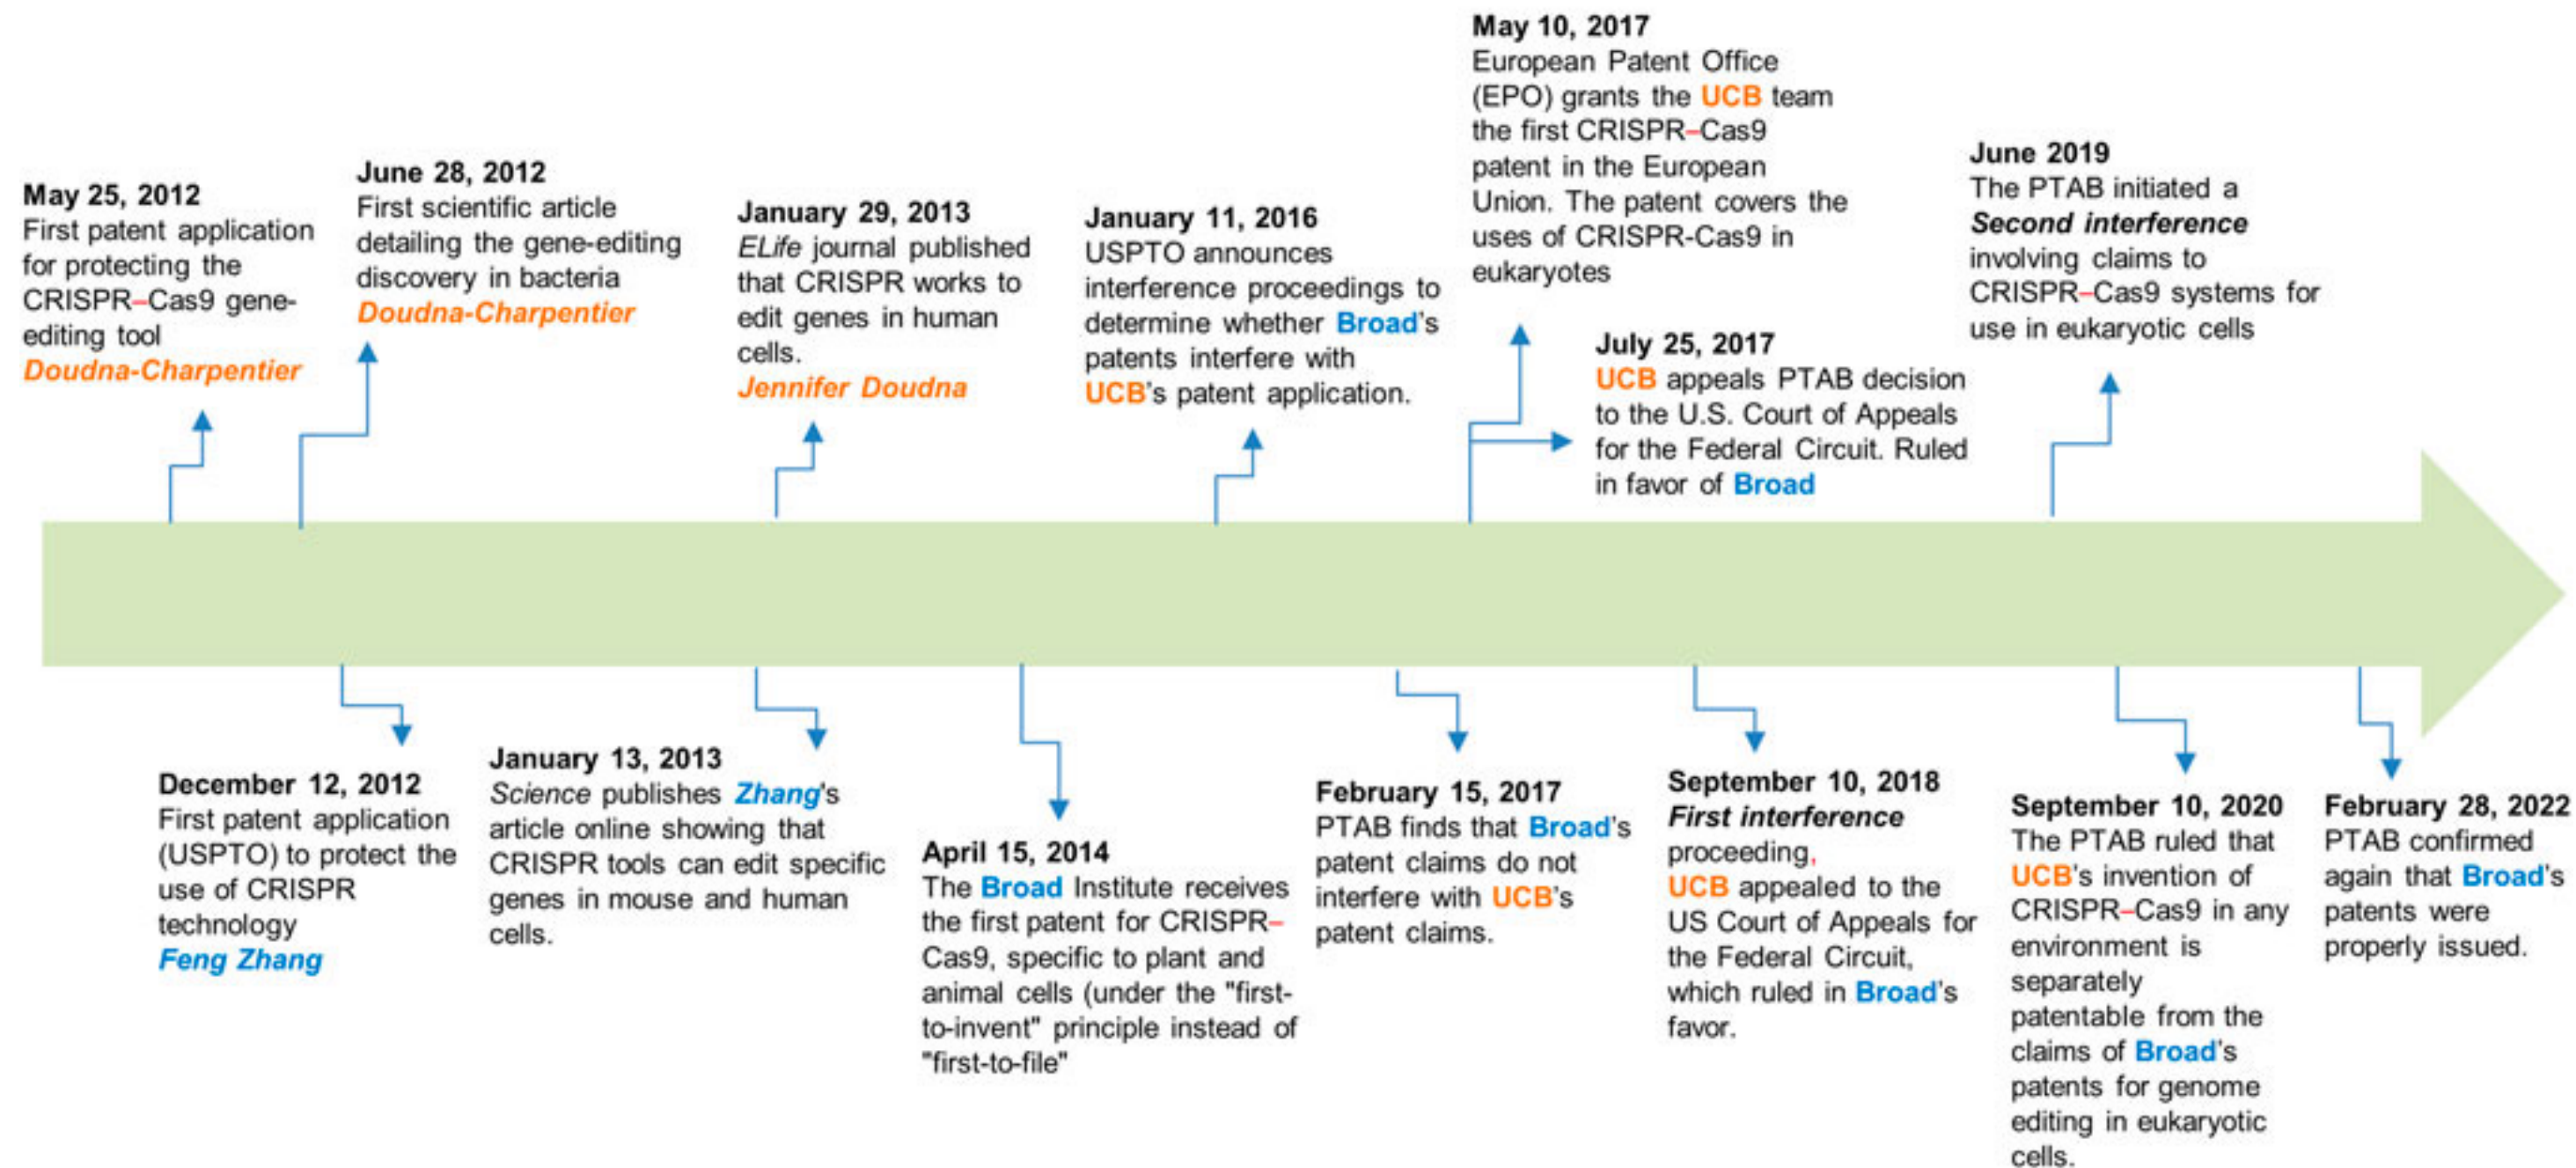 May 25, 2012
First patent application
for protecting the
CRISPR–Cas9 gene-
editing tool
Doudna-Charpentier
June 28, 2012
First scientific article
detailing the gene-editing
discovery in bacteria
Doudna-Charpentier
January 29, 2013
ELife journal published
that CRISPR works to
edit genes in human
cells.
Jennifer Doudna
January 11, 2016
USPTO announces
interference proceedings to
determine whether Broad's
patents interfere with
UCB's patent application.
May 10, 2017
European Patent Office
(EPO) grants the UCB team
the first CRISPR–Cas9
patent in the European
Union. The patent covers the
uses of CRISPR-Cas9 in
eukaryotes
July 25, 2017
UCB appeals PTAB decision
to the U.S. Court of Appeals
for the Federal Circuit. Ruled
in favor of Broad
June 2019
The PTAB initiated a
Second interference
involving claims to
CRISPR–Cas9 systems for
use in eukaryotic cells
December 12, 2012
First patent application
(USPTO) to protect the
use of CRISPR
technology
Feng Zhang
January 13, 2013
Science publishes Zhang's
article online showing that
CRISPR tools can edit specific
genes in mouse and human
cells.
April 15, 2014
The Broad Institute receives
the first patent for CRISPR–
Cas9, specific to plant and
animal cells (under the "first-
to-invent" principle instead of
"first-to-file"
February 15, 2017
PTAB finds that Broad's
patent claims do not
interfere with UCB's
patent claims.
September 10, 2018
First interference
proceeding,
UCB appealed to the
US Court of Appeals for
the Federal Circuit,
which ruled in Broad's
favor.
September 10, 2020
The PTAB ruled that
UCB's invention of
CRISPR–Cas9 in any
environment is
separately
patentable from the
claims of Broad's
patents for genome
editing in eukaryotic
cells.
February 28, 2022
PTAB confirmed
again that Broad's
patents were
properly issued.